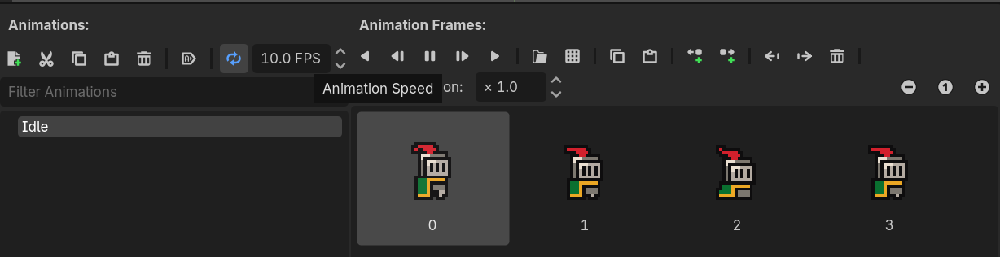 Animations:
Animation Frames:
10.0 FPS
Filter Animations
Animation Speed
on:
× 1.0
Idle
0
1
2
3